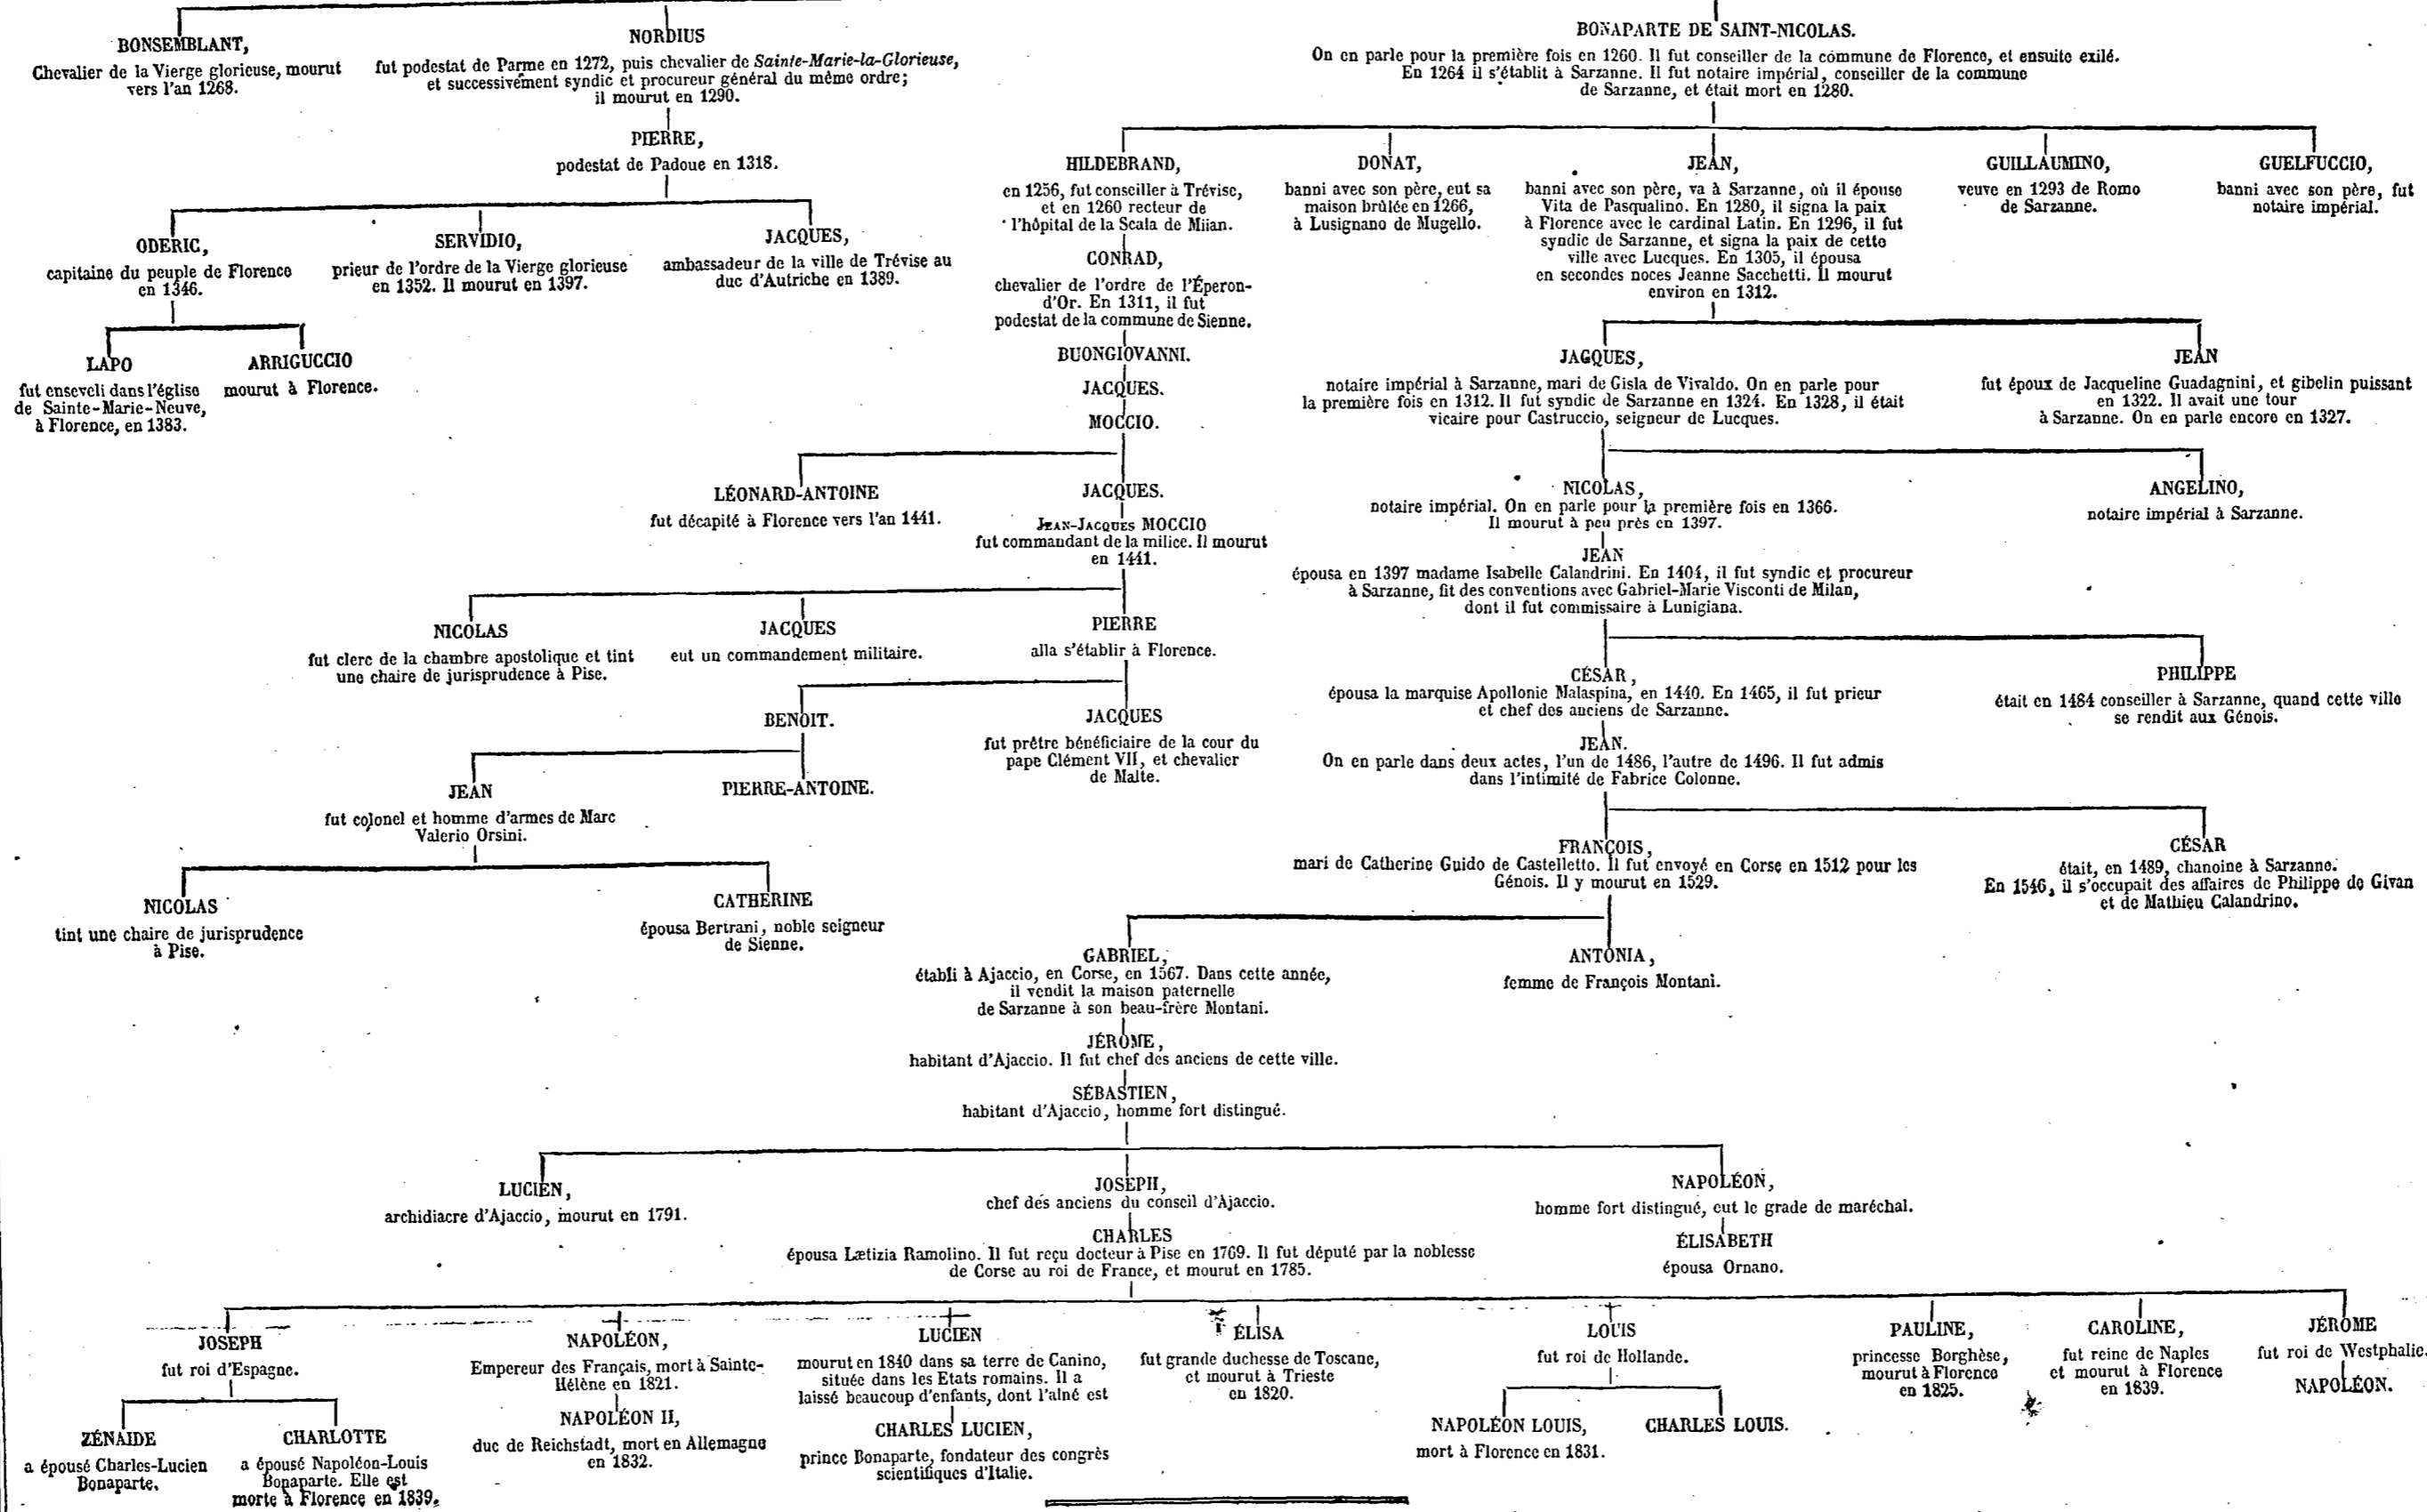 BONSEMBLANT,
Chevalier de la Vierge glorieuse, mourut
vers l'an 1268.
NORDIUS
fut podestat de Parme en 1272, puis chevalier de Sainte-Marie-la-Glorieuse,
et successivement syndic et procureur général du même ordre;
il mourut en 1290.
PIERRE,
podestat de Padoue en 1318.
ODERIC,
capitaine du peuple de Florence
en 1346.
SERVIDIO,
prieur de l'ordre de la Vierge glorieuse
en 1352. Il mourut en 1397.
JACQUES,
ambassadeur de la ville de Trévise au
duc d'Autriche en 1389.
LAPO
fut enseveli dans l'église
de Sainte-Marie-Neuve,
à Florence, en 1383.
ARRIGUCCIO
mourut à Florence.
BONAPARTE DE SAINT-NICOLAS.
On en parle pour la première fois en 1260. Il fut conseiller de la commune de Florence, et ensuite exilé.
En 1264 il s'établit à Sarzanne. Il fut notaire impérial, conseiller de la commune
de Sarzanne, et était mort en 1280.
HILDEBRAND,
en 1256, fut conseiller à Trévise,
et en 1260 recteur de
l'hôpital de la Scala de Miian.
DONAT,
banni avec son père, eut sa
maison brûlée en 1266,
à Lusignano de Mugello.
JEAN,
banni avec son père, va à Sarzanne, où il épouse
Vita de Pasqualino. En 1280, il signa la paix
à Florence avec le cardinal Latin. En 1296, il fut
syndic de Sarzanne, et signa la paix de cette
ville avec Lucques. En 1305, il épousa
en secondes noces Jeanne Sacchetti. Il mourut
environ en 1312.
GUILLAUMINO,
veuve en 1293 de Romo
de Sarzanne.
GUELFUCCIO,
banni avec son père, fut
notaire impérial.
CONRAD,
chevalier de l'ordre de l'Éperon-
d'Or. En 1311, il fut
podestat de la commune de Sienne.
BUONGIOVANNI.
JACQUES.
MOCCIO.
JACQUES,
notaire impérial à Sarzanne, mari de Gisla de Vivaldo. On en parle pour
la première fois en 1312. Il fut syndic de Sarzanne en 1324. En 1328, il était
vicaire pour Castruccio, seigneur de Lucques.
JEAN
fut époux de Jacqueline Guadagnini, et gibelin puissant
en 1322. Il avait une tour
à Sarzanne. On en parle encore en 1327.
LÉONARD-ANTOINE
fut décapité à Florence vers l'an 1441.
JACQUES.
JEAN-JACQUES MOCCIO
fut commandant de la milice. Il mourut
en 1441.
NICOLAS,
notaire impérial. On en parle pour la première fois en 1366.
Il mourut à peu près en 1397.
ANGELINO,
notaire impérial à Sarzanne.
JEAN
épousa en 1397 madame Isabelle Calandrini. En 1404, il fut syndic et procureur
à Sarzanne, fit des conventions avec Gabriel-Marie Visconti de Milan,
dont il fut commissaire à Lunigiana.
NICOLAS
fut clerc de la chambre apostolique et tint
une chaire de jurisprudence à Pise.
JACQUES
eut un commandement militaire.
PIERRE
alla s'établir à Florence.
CÉSAR,
épousa la marquise Apollonie Malaspina, en 1440. En 1465, il fut prieur
et chef des anciens de Sarzanne.
PHILIPPE
était en 1484 conseiller à Sarzanne, quand cette ville
se rendit aux Génois.
BENOIT.
JACQUES
fut prêtre bénéficiaire de la cour du
pape Clément VII, et chevalier
de Malte.
JEAN.
On en parle dans deux actes, l'un de 1486, l'autre de 1496. Il fut admis
dans l'intimité de Fabrice Colonne.
JEAN
fut colonel et homme d'armes de Marc
Valerio Orsini.
PIERRE-ANTOINE.
FRANÇOIS,
mari de Catherine Guido de Castelletto. Il fut envoyé en Corse en 1512 pour les
Génois. Il y mourut en 1529.
CÉSAR
était, en 1489, chanoine à Sarzanne.
En 1546, il s'occupait des affaires de Philippe de Givan
et de Mathieu Calandrino.
NICOLAS
tint une chaire de jurisprudence
à Pise.
CATHERINE
épousa Bertrani, noble seigneur
de Sienne.
GABRIEL,
établi à Ajaccio, en Corse, en 1567. Dans cette année,
il vendit la maison paternelle
de Sarzanne à son beau-frère Montani.
ANTONIA,
femme de François Montani.
JÉROME,
habitant d'Ajaccio. Il fut chef des anciens de cette ville.
SÉBASTIEN,
habitant d'Ajaccio, homme fort distingué.
LUCIEN,
archidiacre d'Ajaccio, mourut en 1791.
JOSEPH,
chef des anciens du conseil d'Ajaccio.
NAPOLÉON,
homme fort distingué, eut le grade de maréchal.
CHARLES
épousa Lætizia Ramolino. Il fut reçu docteur à Pise en 1769. Il fut député par la noblesse
de Corse au roi de France, et mourut en 1785.
ÉLISABETH
épousa Ornano.
JOSEPH
fut roi d'Espagne.
NAPOLÉON,
Empereur des Français, mort à Sainte-
Hélène en 1821.
LUCIEN
mourut en 1840 dans sa terre de Canino,
située dans les Etats romains. Il a
laissé beaucoup d'enfants, dont l'aîné est
ÉLISA
fut grande duchesse de Toscane,
et mourut à Trieste
en 1820.
LOUIS
fut roi de Hollande.
PAULINE,
princesse Borghèse,
mourut à Florence
en 1825.
CAROLINE,
fut reine de Naples
et mourut à Florence
en 1839.
JÉROME
fut roi de Westphalie.
NAPOLÉON.
ZÉNAIDE
a épousé Charles-Lucien
Bonaparte.
CHARLOTTE
a épousé Napoléon-Louis
Bonaparte. Elle est
morte à Florence en 1839.
NAPOLÉON II,
duc de Reichstadt, mort en Allemagne
en 1832.
CHARLES LUCIEN,
prince Bonaparte, fondateur des congrès
scientifiques d'Italie.
NAPOLÉON LOUIS,
mort à Florence en 1831.
CHARLES LOUIS.